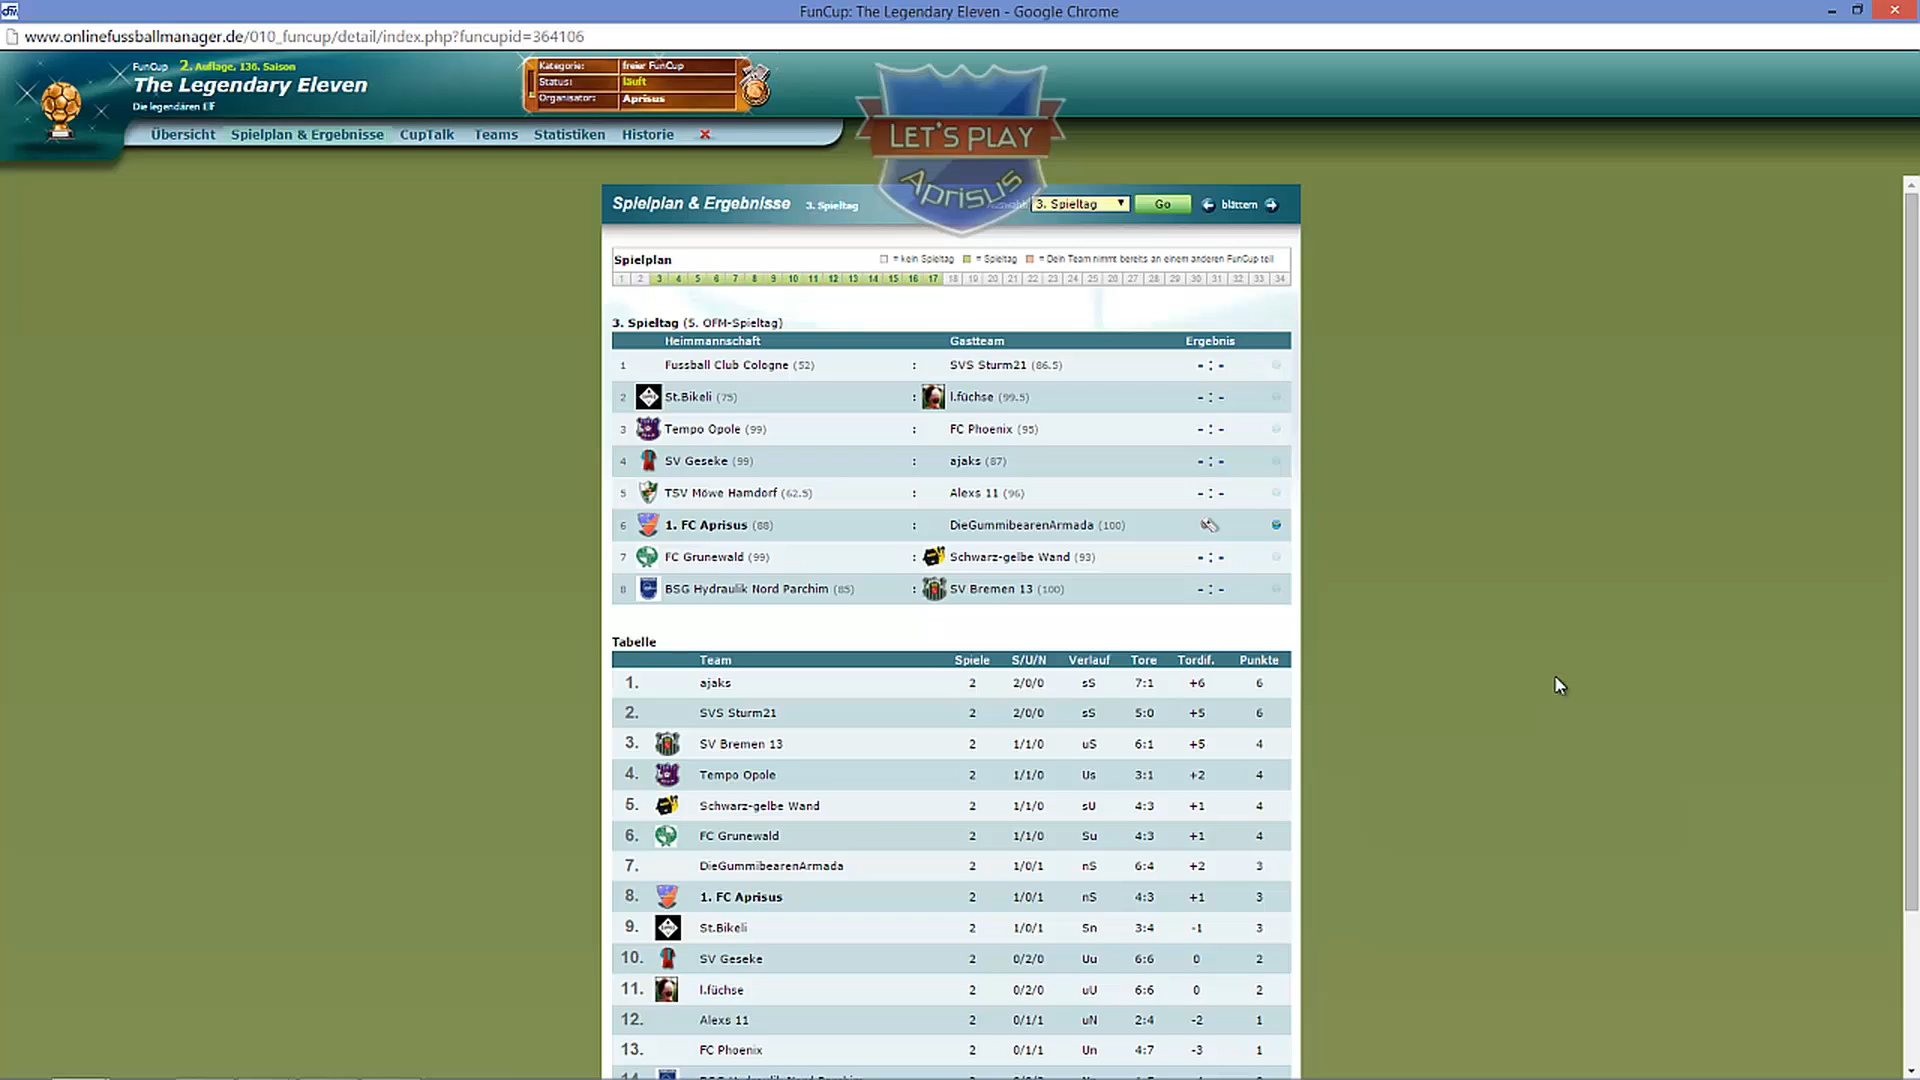 FunCup: The Legendary Eleven - Google Chrome
www.onlinefussballmanager.de/010_funcup/detail/index.php?funcupid=364106
FunCup 2. Auflage, 136. Saison
The Legendary Eleven
Die legendären Elf
Kategorie: freier FunCup
Status: läuft
Organisator: Aprisus
LET'S PLAY
Aprisus
Übersicht Spielplan & Ergebnisse CupTalk Teams Statistiken Historie X
Spielplan & Ergebnisse 3. Spieltag Auswahl: 3. Spieltag Go blättern
Spielplan = kein Spieltag = Spieltag = Dein Team nimmt bereits an einem anderen FunCup teil
1 2 3 4 5 6 7 8 9 10 11 12 13 14 15 16 17 18 19 20 21 22 23 24 25 26 27 28 29 30 31 32 33 34
3. Spieltag (5. OFM-Spieltag)
Heimmannschaft Gastteam Ergebnis
1 Fussball Club Cologne (52) : SVS Sturm21 (86.5) - : -
2 St.Bikeli (75) : l.füchse (99.5) - : -
3 Tempo Opole (99) : FC Phoenix (95) - : -
4 SV Geseke (99) : ajaks (87) - : -
5 TSV Möwe Hamdorf (62.5) : Alexs 11 (96) - : -
6 1. FC Aprisus (88) : DieGummibearenArmada (100)
7 FC Grunewald (99) : Schwarz-gelbe Wand (93) - : -
8 BSG Hydraulik Nord Parchim (85) : SV Bremen 13 (100) - : -
Tabelle
Team Spiele S/U/N Verlauf Tore Tordif. Punkte
1. ajaks 2 2/0/0 sS 7:1 +6 6
2. SVS Sturm21 2 2/0/0 sS 5:0 +5 6
3. SV Bremen 13 2 1/1/0 uS 6:1 +5 4
4. Tempo Opole 2 1/1/0 Us 3:1 +2 4
5. Schwarz-gelbe Wand 2 1/1/0 sU 4:3 +1 4
6. FC Grunewald 2 1/1/0 Su 4:3 +1 4
7. DieGummibearenArmada 2 1/0/1 nS 6:4 +2 3
8. 1. FC Aprisus 2 1/0/1 nS 4:3 +1 3
9. St.Bikeli 2 1/0/1 Sn 3:4 -1 3
10. SV Geseke 2 0/2/0 Uu 6:6 0 2
11. l.füchse 2 0/2/0 uU 6:6 0 2
12. Alexs 11 2 0/1/1 uN 2:4 -2 1
13. FC Phoenix 2 0/1/1 Un 4:7 -3 1